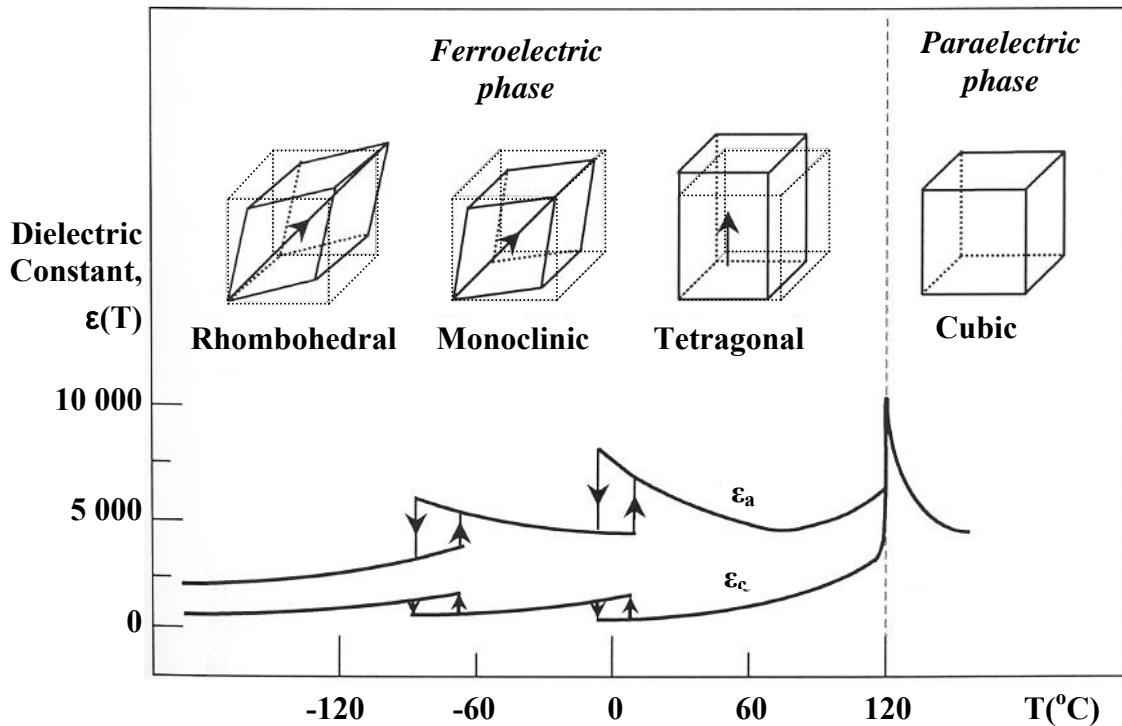 Ferroelectric
phase
Paraelectric
phase
Dielectric
Constant,
ε(T)
Rhombohedral
Monoclinic
Tetragonal
Cubic
10 000
5 000
0
εa
εc
-120
-60
0
60
120
T(°C)